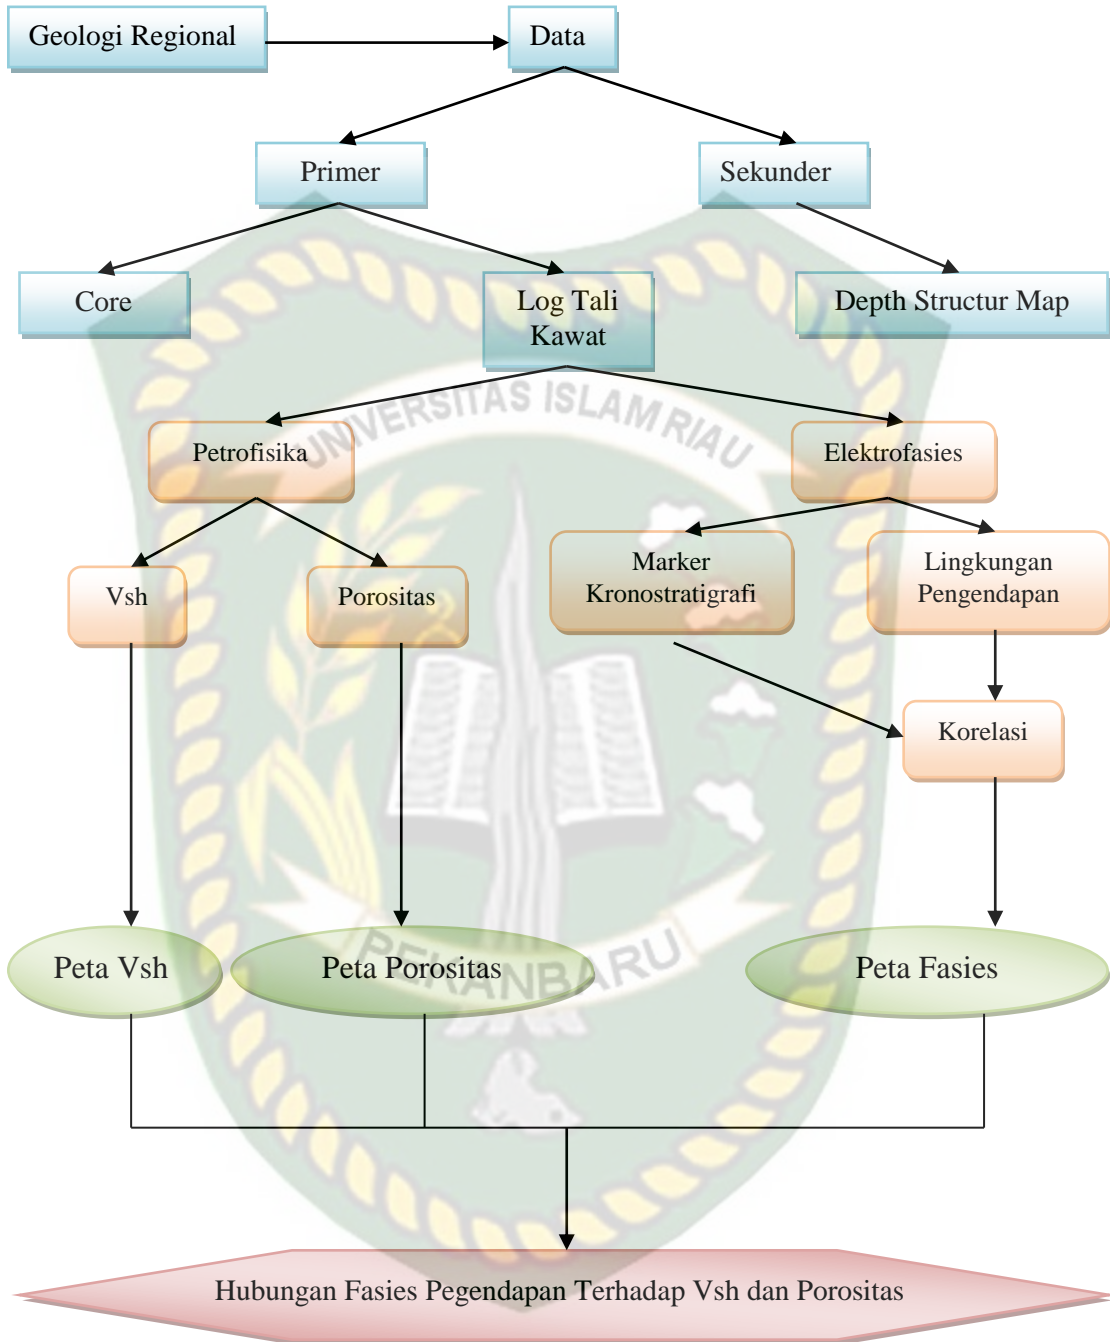 Geologi Regional
Data
Primer
Sekunder
Core
Log Tali
Kawat
Depth Structur Map
UNIVERSITAS ISLAM RIAU
Petrofisika
Elektrofasies
Vsh
Porositas
Marker
Kronostratigrafi
Lingkungan
Pengendapan
Korelasi
Peta Vsh
Peta Porositas
Peta Fasies
PEKANBARU
Hubungan Fasies Pegendapan Terhadap Vsh dan Porositas